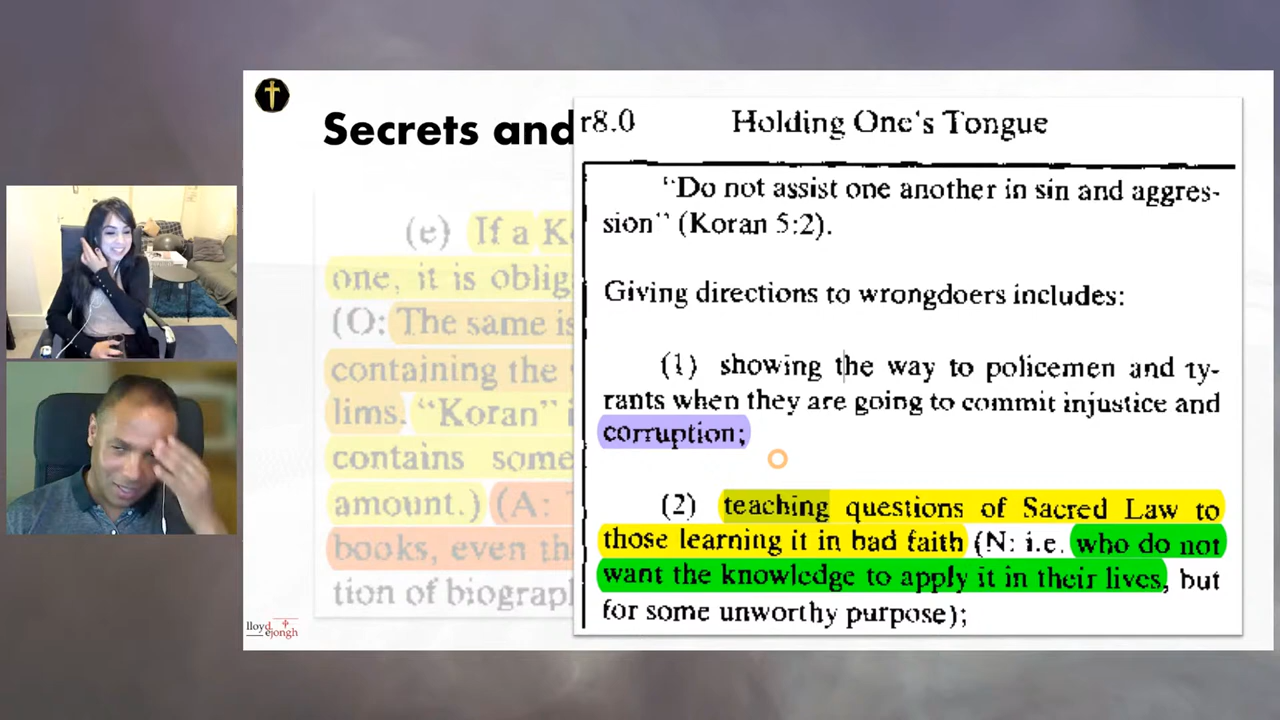 Secrets and
(e) If a K
one, it is oblig
(O: The same is
containing the
lims. "Koran" i
contains some
amount.) (A: T
books, even th
tion of biograp
r8.0 Holding One's Tongue
"Do not assist one another in sin and aggres-
sion" (Koran 5:2).
Giving directions to wrongdoers includes:
(1) showing the way to policemen and ty-
rants when they are going to commit injustice and
corruption;
(2) teaching questions of Sacred Law to
those learning it in bad faith (N: i.e. who do not
want the knowledge to apply it in their lives, but
for some unworthy purpose);
lloyd
dejongh